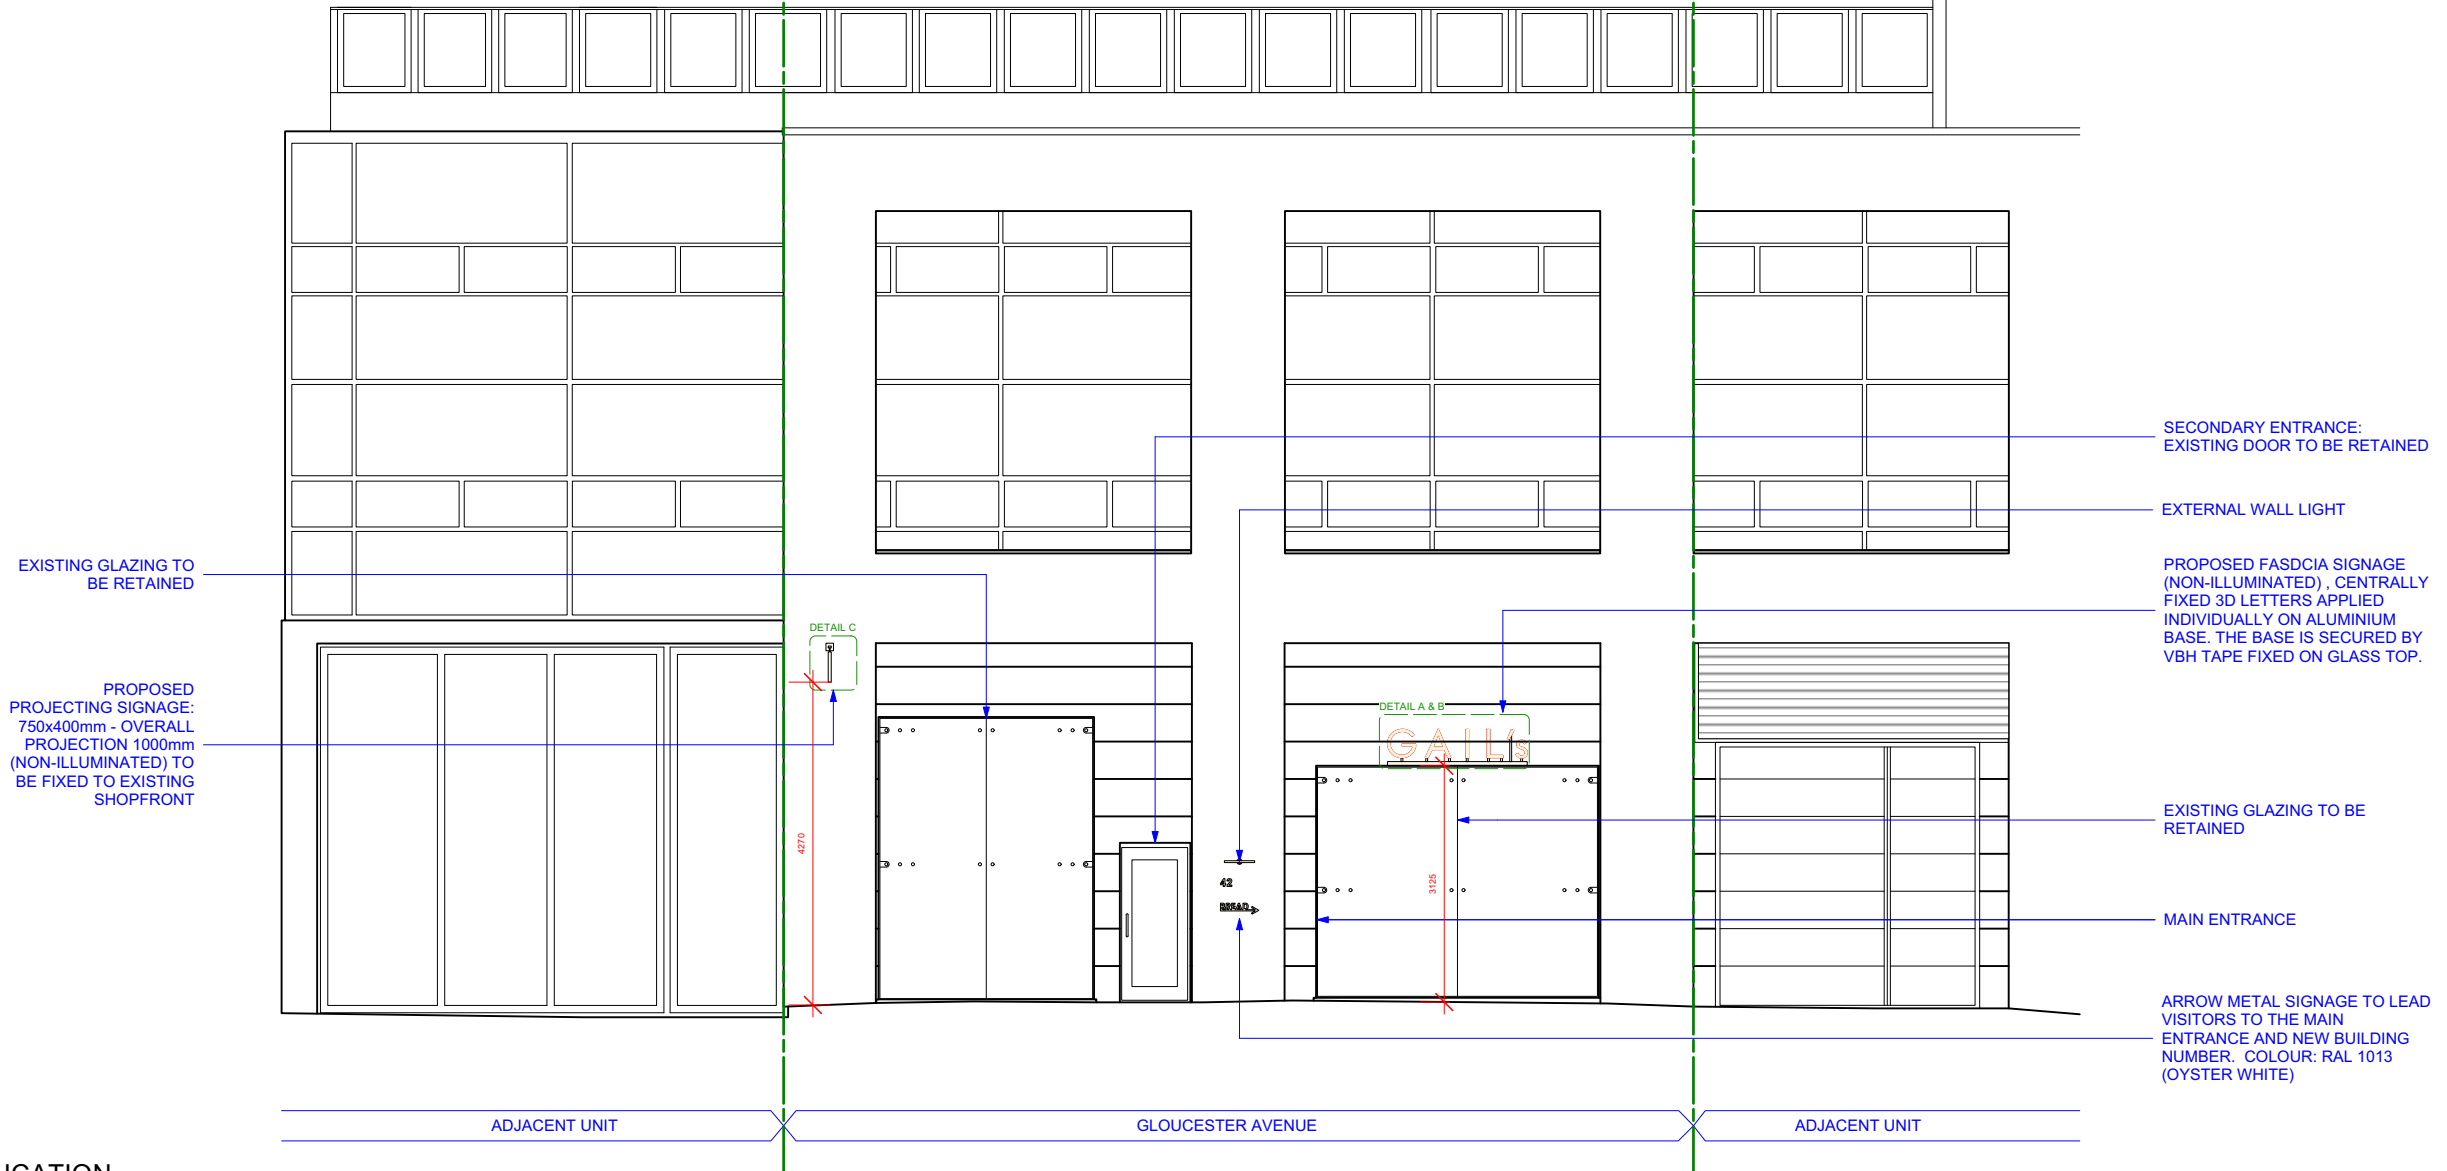 EXISTING GLAZING TO
BE RETAINED
PROPOSED
PROJECTING SIGNAGE:
750x400mm - OVERALL
PROJECTION 1000mm
(NON-ILLUMINATED) TO
BE FIXED TO EXISTING
SHOPFRONT
DETAIL C
4270
42
BREAD
DETAIL A & B
GAIL's
3125
SECONDARY ENTRANCE:
EXISTING DOOR TO BE RETAINED
EXTERNAL WALL LIGHT
PROPOSED FASDCIA SIGNAGE
(NON-ILLUMINATED) , CENTRALLY
FIXED 3D LETTERS APPLIED
INDIVIDUALLY ON ALUMINIUM
BASE. THE BASE IS SECURED BY
VBH TAPE FIXED ON GLASS TOP.
EXISTING GLAZING TO BE
RETAINED
MAIN ENTRANCE
ARROW METAL SIGNAGE TO LEAD
VISITORS TO THE MAIN
ENTRANCE AND NEW BUILDING
NUMBER. COLOUR: RAL 1013
(OYSTER WHITE)
ADJACENT UNIT
GLOUCESTER AVENUE
ADJACENT UNIT